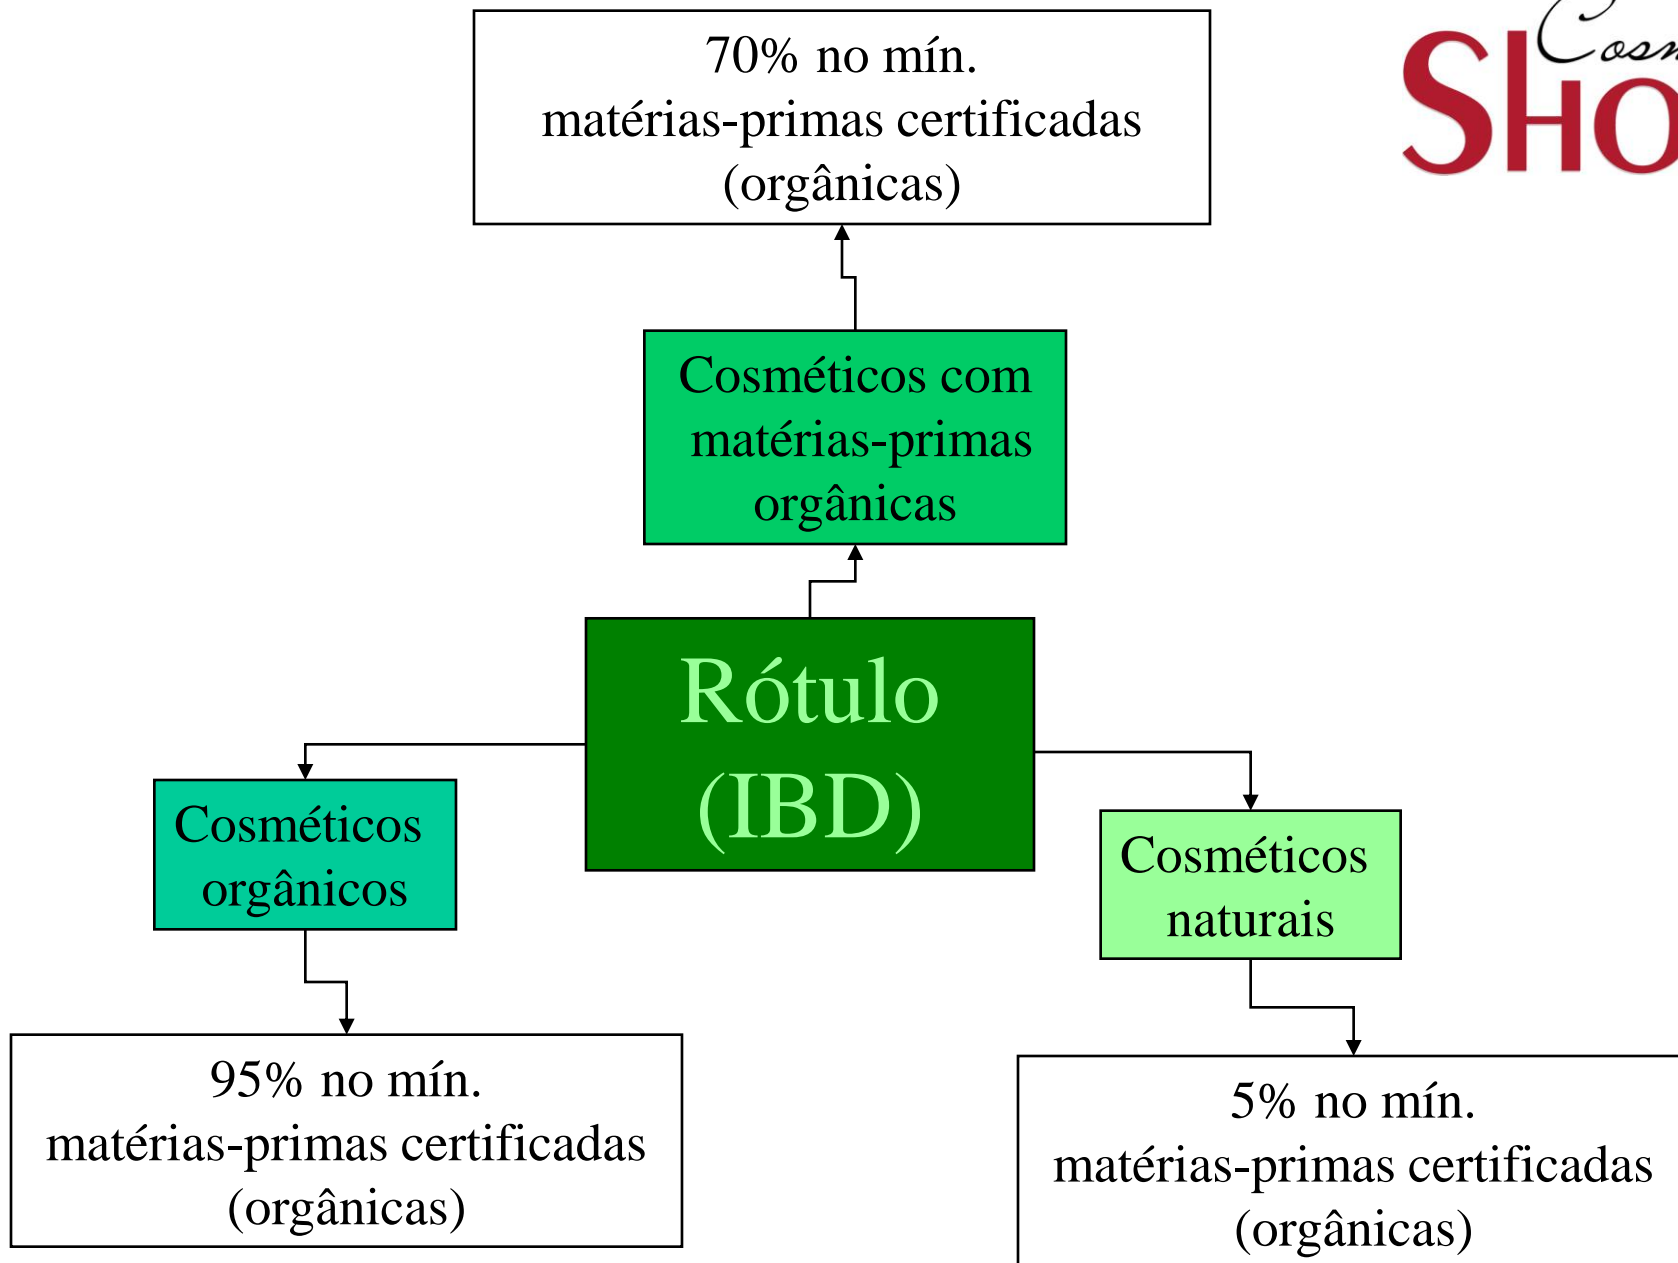 70% no mín.
matérias-primas certificadas
(orgânicas)
Cosméticos com
matérias-primas
orgânicas
Rótulo
(IBD)
Cosméticos
orgânicos
Cosméticos
naturais
95% no mín.
matérias-primas certificadas
(orgânicas)
5% no mín.
matérias-primas certificadas
(orgânicas)